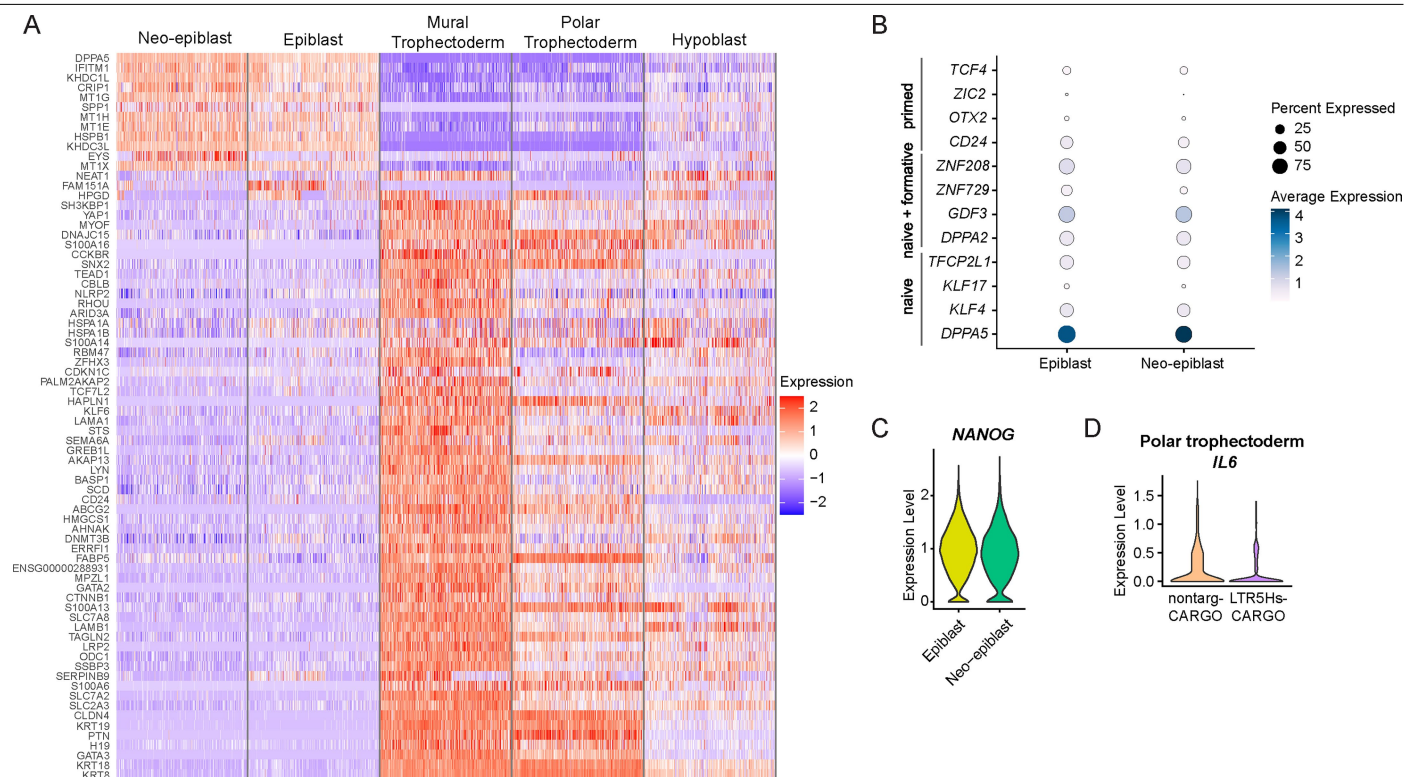 A
Neo-epiblast
Epiblast
Mural
Trophectoderm
Polar
Trophectoderm
Hypoblast
DPPA5
IFITM1
KHDC1L
CRIP1
MT1G
SPP1
MT1H
MT1E
HSPB1
KHDC3L
EYS
MT1X
NEAT1
FAM151A
HPGD
SH3KBP1
YAP1
MYOF
DNAJC15
S100A16
CCKBR
SNX2
TEAD1
CBLB
NLRP2
RHOU
ARID3A
HSPA1A
HSPA1B
S100A14
RBM47
ZFHX3
CDKN1C
PALM2AKAP2
TCF7L2
HAPLN1
KLF6
LAMA1
STS
SEMA6A
GREB1L
AKAP13
LYN
BASP1
SCD
CD24
ABCG2
HMGCS1
AHNAK
DNMT3B
ERRFI1
FABP5
ENSG00000288931
MPZL1
GATA2
CTNNB1
S100A13
SLC7A8
LAMB1
TAGLN2
LRP2
ODC1
SSBP3
SERPINB9
S100A6
SLC7A2
SLC2A3
CLDN4
KRT19
PTN
H19
GATA3
KRT18
KRT8
Expression
2
1
0
−1
−2
B
primed
naive + formative
naive
TCF4
ZIC2
OTX2
CD24
ZNF208
ZNF729
GDF3
DPPA2
TFCP2L1
KLF17
KLF4
DPPA5
Epiblast
Neo-epiblast
Percent Expressed
25
50
75
Average Expression
4
3
2
1
C
NANOG
Expression Level
2
1
0
Epiblast
Neo-epiblast
D
Polar trophectoderm
IL6
Expression Level
1.5
1.0
0.5
0.0
nontarg-
CARGO
LTR5Hs-
CARGO